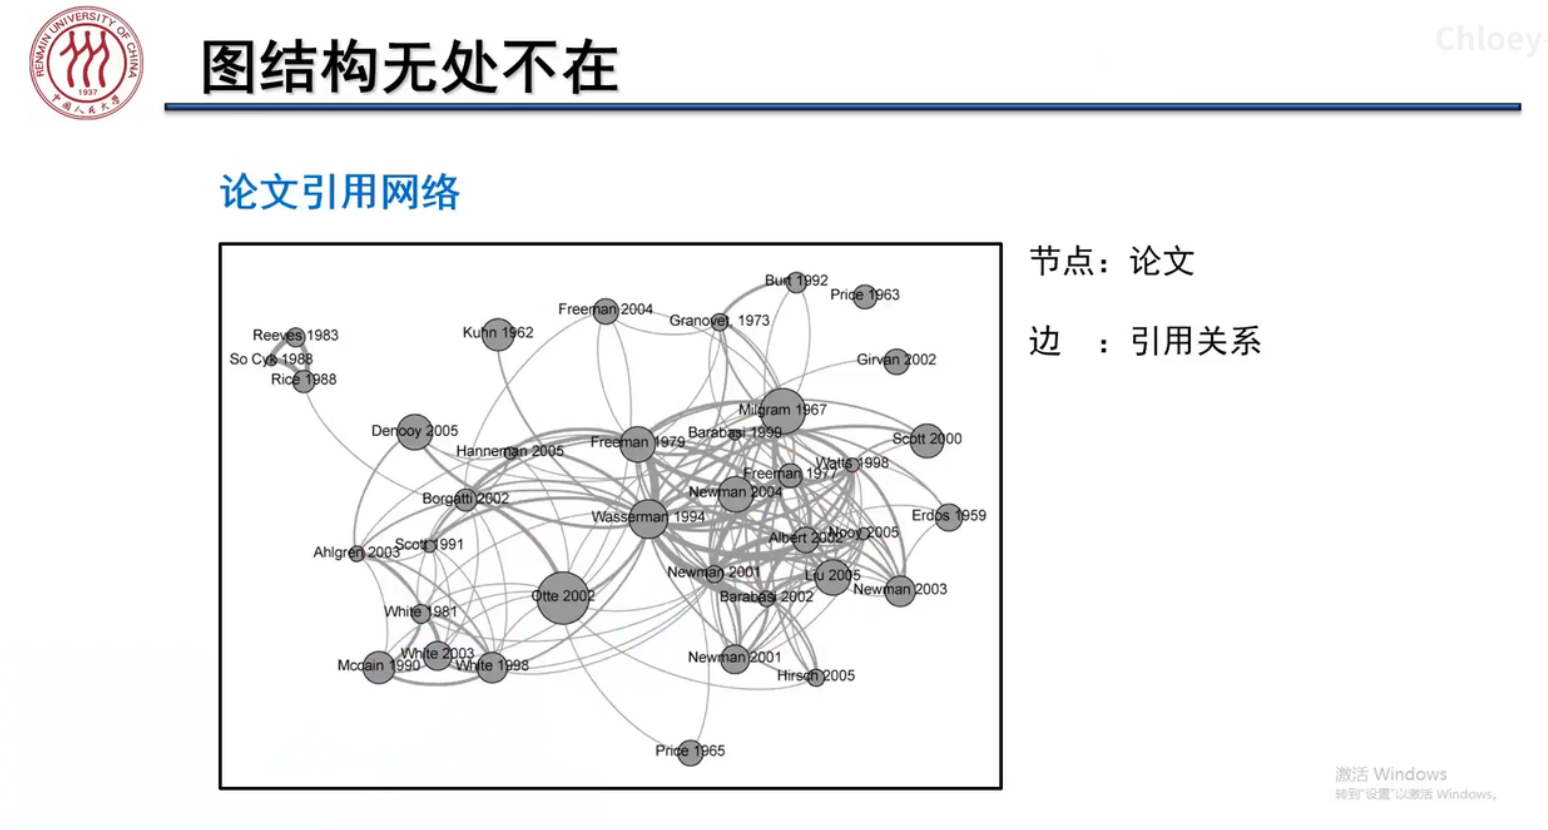 RENMIN UNIVERSITY OF CHINA
1937
中国人民大学
图结构无处不在
Chloey
论文引用网络
节点：论文
边 ：引用关系
Burt 1992
Price 1963
Freeman 2004
Granovet, 1973
Reeves 1983
Kuhn 1962
So Cyk 1988
Girvan 2002
Rice 1988
Milgram 1967
Denooy 2005
Barabasi 1999
Scott 2000
Freeman 1979
Hanneman 2005
Watts 1998
Freeman 1977
Newman 2004
Borgatti 2002
Wasserman 1994
Erdos 1959
Nooy 2005
Albert 2002
Scott 1991
Ahlgren 2003
Newman 2001
Liu 2005
Newman 2003
Otte 2002
Barabasi 2002
White 1981
White 2003
Newman 2001
Mccain 1990
White 1998
Hirsch 2005
Price 1965
激活 Windows
转到"设置"以激活 Windows。